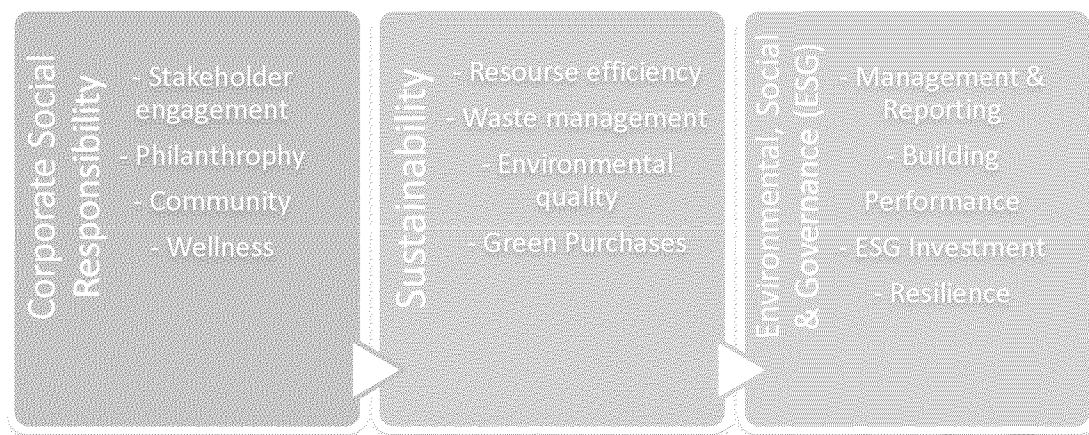 Corporate Social
Responsibility
- Stakeholder
engagement
- Philanthrophy
- Community
- Wellness
Sustainability
- Resourse efficiency
- Waste management
- Environmental
quality
- Green Purchases
Environmental, Social
& Governance (ESG)
- Management &
Reporting
- Building
Performance
- ESG Investment
- Resilience